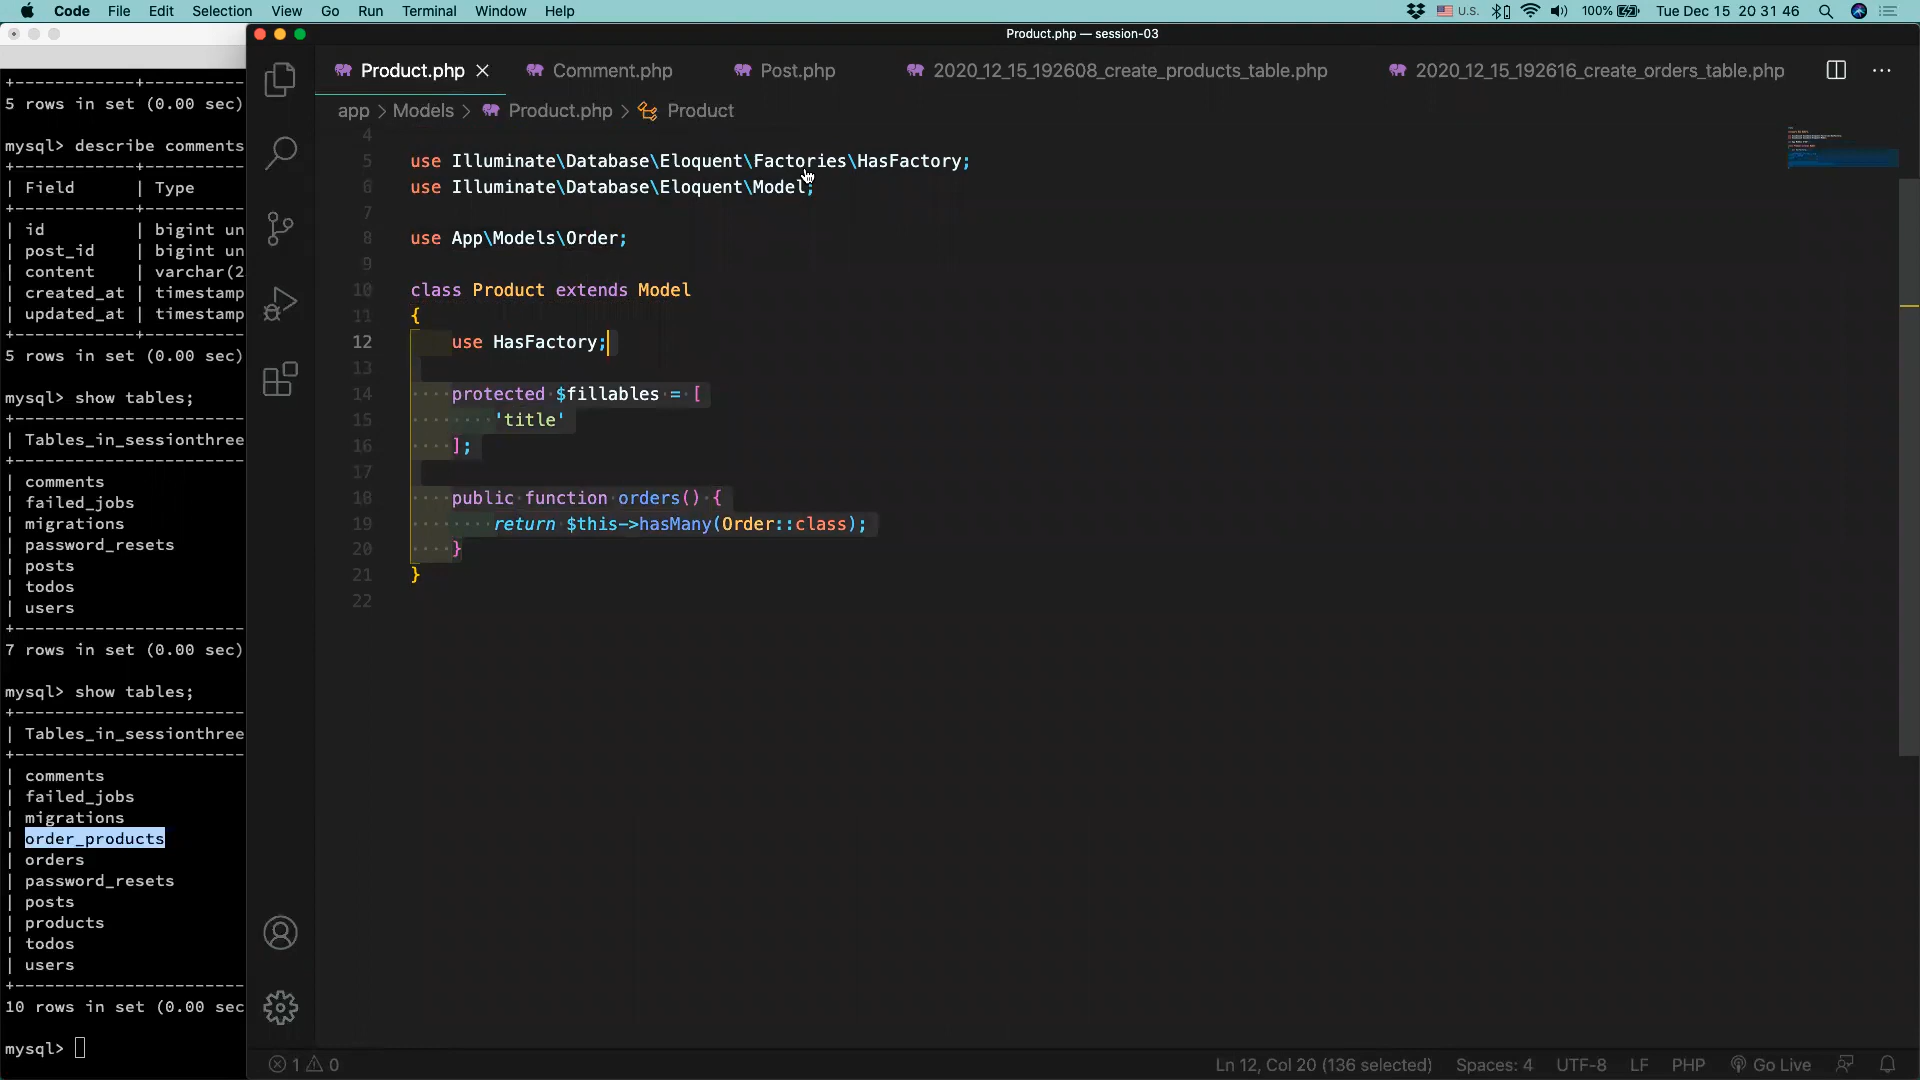 Code File Edit Selection View Go Run Terminal Window Help U.S. 100% Tue Dec 15 20 31 46
Product.php — session-03
Product.php Comment.php Post.php 2020_12_15_192608_create_products_table.php 2020_12_15_192616_create_orders_table.php
app > Models > Product.php > Product
4
5 use Illuminate\Database\Eloquent\Factories\HasFactory;
6 use Illuminate\Database\Eloquent\Model;
7
8 use App\Models\Order;
9
10 class Product extends Model
11 {
12 use HasFactory;
13
14 protected $fillables = [
15 'title'
16 ];
17
18 public function orders() {
19 return $this->hasMany(Order::class);
20 }
21 }
22
+---------------+----------
5 rows in set (0.00 sec)
mysql> describe comments
+---------------+----------
| Field | Type
+---------------+----------
| id | bigint un
| post_id | bigint un
| content | varchar(2
| created_at | timestamp
| updated_at | timestamp
+---------------+----------
5 rows in set (0.00 sec)
mysql> show tables;
+--------------------------
| Tables_in_sessionthree
+--------------------------
| comments
| failed_jobs
| migrations
| password_resets
| posts
| todos
| users
+--------------------------
7 rows in set (0.00 sec)
mysql> show tables;
+--------------------------
| Tables_in_sessionthree
+--------------------------
| comments
| failed_jobs
| migrations
| order_products
| orders
| password_resets
| posts
| products
| todos
| users
+--------------------------
10 rows in set (0.00 sec
mysql>
1 0 Ln 12, Col 20 (136 selected) Spaces: 4 UTF-8 LF PHP Go Live